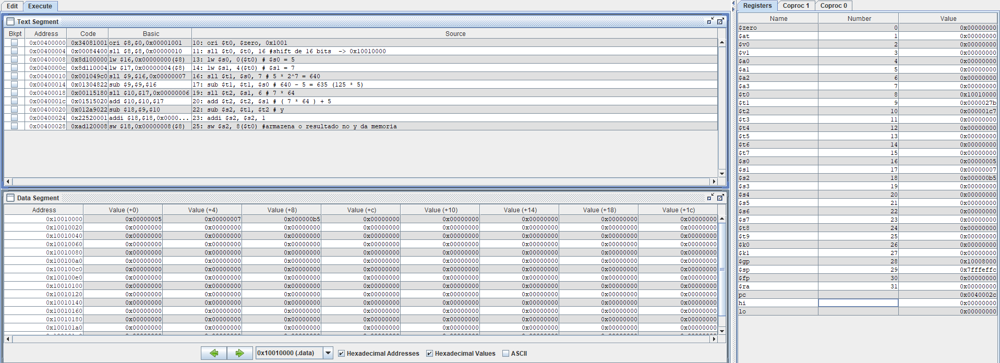 Edit Execute
Text Segment
Bkpt Address Code Basic Source
0x00400000 0x34081001 ori $8,$0,0x00001001 10: ori $t0, $zero, 0x1001
0x00400004 0x00084400 sll $8,$8,0x00000010 11: sll $t0, $t0, 16 #shift de 16 bits -> 0x10010000
0x00400008 0x8d100000 lw $16,0x00000000($8) 13: lw $s0, 0($t0) # $s0 = 5
0x0040000c 0x8d110004 lw $17,0x00000004($8) 14: lw $s1, 4($t0) # $s1 = 7
0x00400010 0x001049c0 sll $9,$16,0x00000007 16: sll $t1, $s0, 7 # 5 * 2^7 = 640
0x00400014 0x01304822 sub $9,$9,$16 17: sub $t1, $t1, $s0 # 640 - 5 = 635 (125 * 5)
0x00400018 0x00115180 sll $10,$17,0x00000006 19: sll $t2, $s1, 6 # 7 * 64
0x0040001c 0x01515020 add $10,$10,$17 20: add $t2, $t2, $s1 # ( 7 * 64 ) + 5
0x00400020 0x012a9022 sub $18,$9,$10 22: sub $s2, $t1, $t2 # y
0x00400024 0x22520001 addi $18,$18,0x0000... 23: addi $s2, $s2, 1
0x00400028 0xad120008 sw $18,0x00000008($8) 25: sw $s2, 8($t0) #armazena o resultado no y da memoria
Data Segment
Address Value (+0) Value (+4) Value (+8) Value (+c) Value (+10) Value (+14) Value (+18) Value (+1c)
0x10010000 0x00000005 0x00000007 0x000000b5 0x00000000 0x00000000 0x00000000 0x00000000 0x00000000
0x10010020 0x00000000 0x00000000 0x00000000 0x00000000 0x00000000 0x00000000 0x00000000 0x00000000
0x10010040 0x00000000 0x00000000 0x00000000 0x00000000 0x00000000 0x00000000 0x00000000 0x00000000
0x10010060 0x00000000 0x00000000 0x00000000 0x00000000 0x00000000 0x00000000 0x00000000 0x00000000
0x10010080 0x00000000 0x00000000 0x00000000 0x00000000 0x00000000 0x00000000 0x00000000 0x00000000
0x100100a0 0x00000000 0x00000000 0x00000000 0x00000000 0x00000000 0x00000000 0x00000000 0x00000000
0x100100c0 0x00000000 0x00000000 0x00000000 0x00000000 0x00000000 0x00000000 0x00000000 0x00000000
0x100100e0 0x00000000 0x00000000 0x00000000 0x00000000 0x00000000 0x00000000 0x00000000 0x00000000
0x10010100 0x00000000 0x00000000 0x00000000 0x00000000 0x00000000 0x00000000 0x00000000 0x00000000
0x10010120 0x00000000 0x00000000 0x00000000 0x00000000 0x00000000 0x00000000 0x00000000 0x00000000
0x10010140 0x00000000 0x00000000 0x00000000 0x00000000 0x00000000 0x00000000 0x00000000 0x00000000
0x10010160 0x00000000 0x00000000 0x00000000 0x00000000 0x00000000 0x00000000 0x00000000 0x00000000
0x10010180 0x00000000 0x00000000 0x00000000 0x00000000 0x00000000 0x00000000 0x00000000 0x00000000
0x100101a0 0x00000000 0x00000000 0x00000000 0x00000000 0x00000000 0x00000000 0x00000000 0x00000000
0x10010000 (.data) Hexadecimal Addresses Hexadecimal Values ASCII
Registers Coproc 1 Coproc 0
Name Number Value
$zero 0 0x00000000
$at 1 0x00000000
$v0 2 0x00000000
$v1 3 0x00000000
$a0 4 0x00000000
$a1 5 0x00000000
$a2 6 0x00000000
$a3 7 0x00000000
$t0 8 0x10010000
$t1 9 0x0000027b
$t2 10 0x000001c7
$t3 11 0x00000000
$t4 12 0x00000000
$t5 13 0x00000000
$t6 14 0x00000000
$t7 15 0x00000000
$s0 16 0x00000005
$s1 17 0x00000007
$s2 18 0x000000b5
$s3 19 0x00000000
$s4 20 0x00000000
$s5 21 0x00000000
$s6 22 0x00000000
$s7 23 0x00000000
$t8 24 0x00000000
$t9 25 0x00000000
$k0 26 0x00000000
$k1 27 0x00000000
$gp 28 0x10008000
$sp 29 0x7fffeffc
$fp 30 0x00000000
$ra 31 0x00000000
pc 0x0040002c
hi 0x00000000
lo 0x00000000